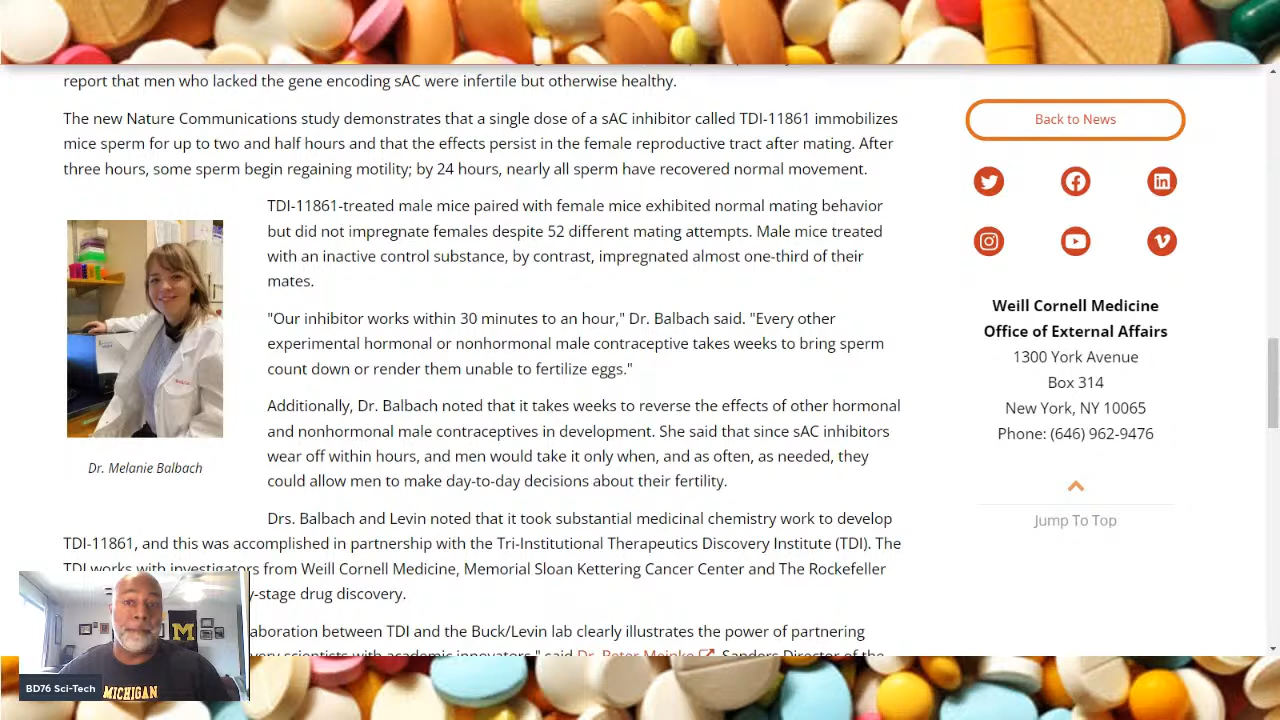 report that men who lacked the gene encoding sAC were infertile but otherwise healthy.
The new Nature Communications study demonstrates that a single dose of a sAC inhibitor called TDI-11861 immobilizes
mice sperm for up to two and half hours and that the effects persist in the female reproductive tract after mating. After
three hours, some sperm begin regaining motility; by 24 hours, nearly all sperm have recovered normal movement.
TDI-11861-treated male mice paired with female mice exhibited normal mating behavior
but did not impregnate females despite 52 different mating attempts. Male mice treated
with an inactive control substance, by contrast, impregnated almost one-third of their
mates.
"Our inhibitor works within 30 minutes to an hour," Dr. Balbach said. "Every other
experimental hormonal or nonhormonal male contraceptive takes weeks to bring sperm
count down or render them unable to fertilize eggs."
Additionally, Dr. Balbach noted that it takes weeks to reverse the effects of other hormonal
and nonhormonal male contraceptives in development. She said that since sAC inhibitors
wear off within hours, and men would take it only when, and as often, as needed, they
could allow men to make day-to-day decisions about their fertility.
Dr. Melanie Balbach
Drs. Balbach and Levin noted that it took substantial medicinal chemistry work to develop
TDI-11861, and this was accomplished in partnership with the Tri-Institutional Therapeutics Discovery Institute (TDI). The
TDI works with investigators from Weill Cornell Medicine, Memorial Sloan Kettering Cancer Center and The Rockefeller
-stage drug discovery.
between TDI and the Buck/Levin lab clearly illustrates the power of partnering
scientists with academic innovators," said Dr. Peter Meinke, Sanders Director of the
Back to News
Weill Cornell Medicine
Office of External Affairs
1300 York Avenue
Box 314
New York, NY 10065
Phone: (646) 962-9476
Jump To Top
M
MICHIGAN
BD76 Sci-Tech